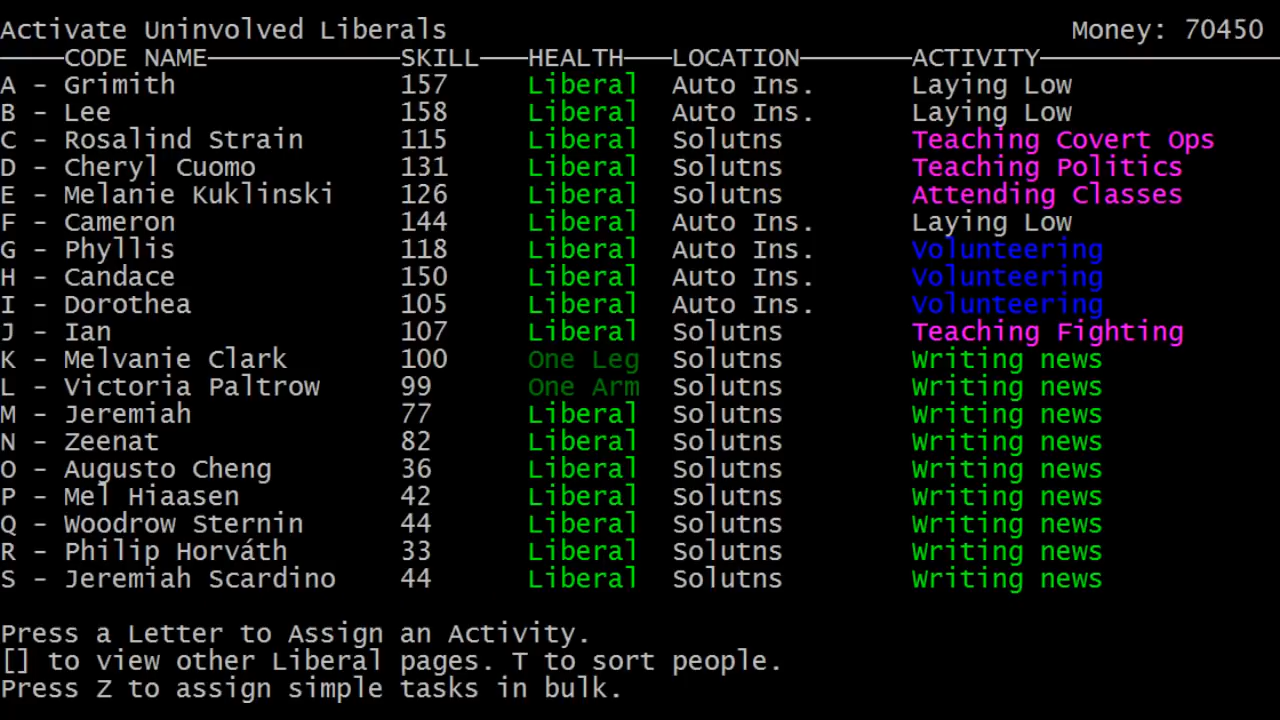 Activate Uninvolved Liberals Money: 70450
CODE NAME SKILL HEALTH LOCATION ACTIVITY
A - Grimith 157 Liberal Auto Ins. Laying Low
B - Lee 158 Liberal Auto Ins. Laying Low
C - Rosalind Strain 115 Liberal Solutns Teaching Covert Ops
D - Cheryl Cuomo 131 Liberal Solutns Teaching Politics
E - Melanie Kuklinski 126 Liberal Solutns Attending Classes
F - Cameron 144 Liberal Auto Ins. Laying Low
G - Phyllis 118 Liberal Auto Ins. Volunteering
H - Candace 150 Liberal Auto Ins. Volunteering
I - Dorothea 105 Liberal Auto Ins. Volunteering
J - Ian 107 Liberal Solutns Teaching Fighting
K - Melvanie Clark 100 One Leg Solutns Writing news
L - Victoria Paltrow 99 One Arm Solutns Writing news
M - Jeremiah 77 Liberal Solutns Writing news
N - Zeenat 82 Liberal Solutns Writing news
O - Augusto Cheng 36 Liberal Solutns Writing news
P - Mel Hiaasen 42 Liberal Solutns Writing news
Q - Woodrow Sternin 44 Liberal Solutns Writing news
R - Philip Horváth 33 Liberal Solutns Writing news
S - Jeremiah Scardino 44 Liberal Solutns Writing news
Press a Letter to Assign an Activity.
[] to view other Liberal pages. T to sort people.
Press Z to assign simple tasks in bulk.